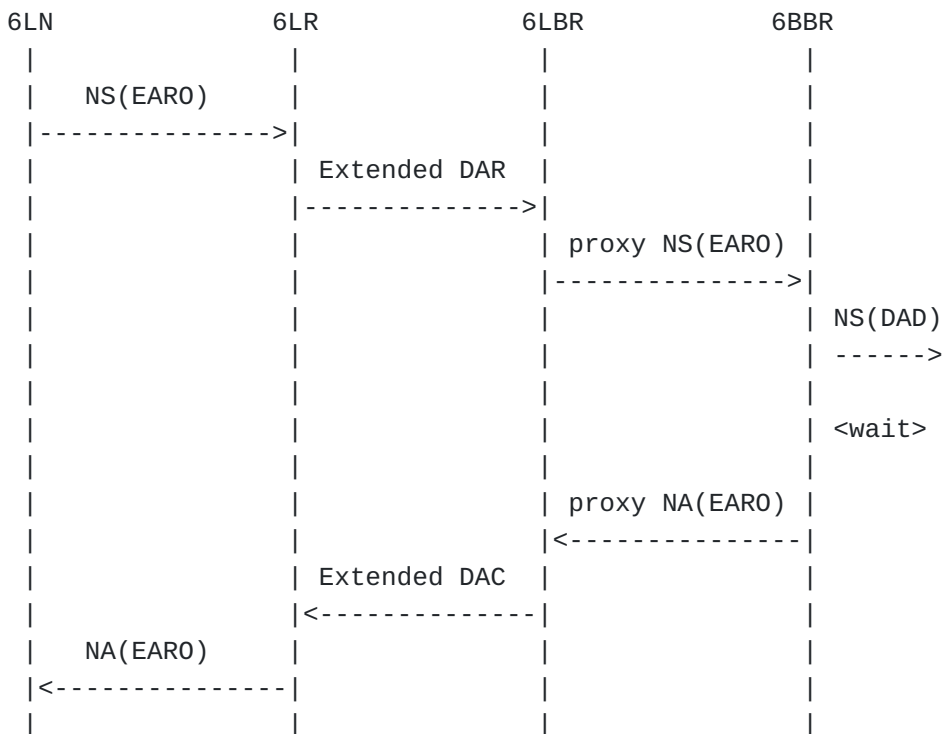 6LN 6LR 6LBR 6BBR
NS(EARO)
Extended DAR
proxy NS(EARO)
NS(DAD)
<wait>
proxy NA(EARO)
Extended DAC
NA(EARO)